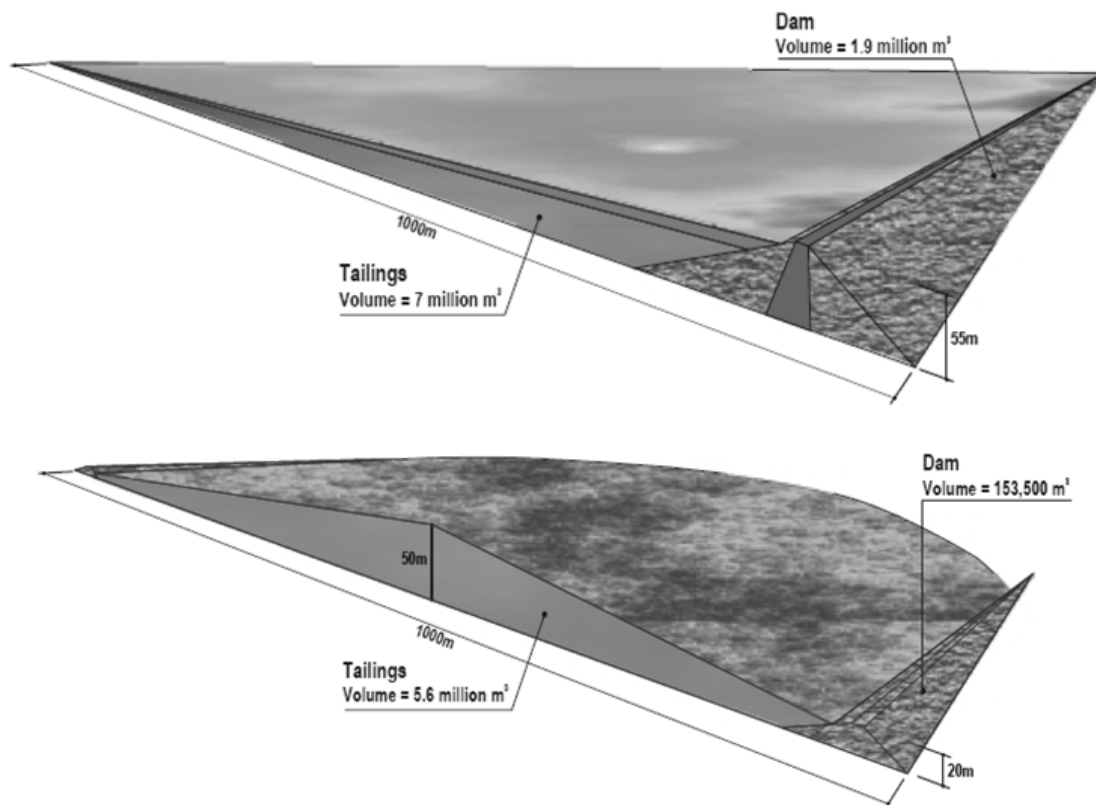 Dam
Volume = 1.9 million m³
1000m
Tailings
Volume = 7 million m³
55m
Dam
Volume = 153,500 m³
50m
1000m
Tailings
Volume = 5.6 million m³
20m